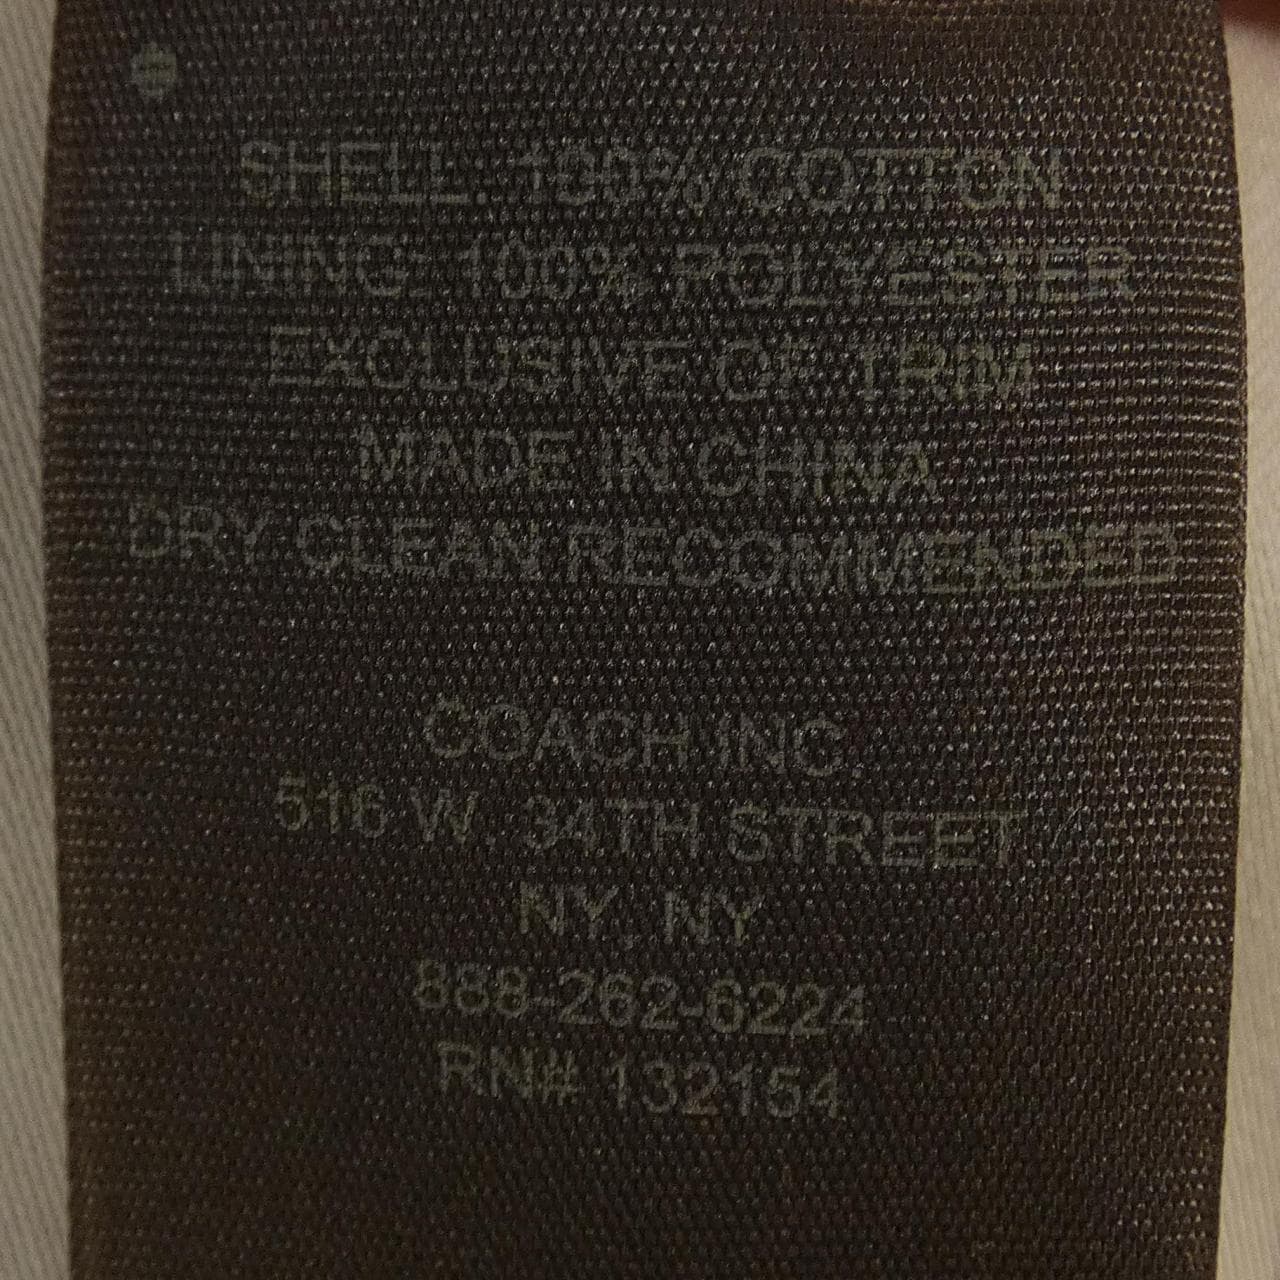 SHELL: 100% COTTON
LINING: 100% POLYESTER
EXCLUSIVE OF TRIM
MADE IN CHINA
DRY CLEAN RECOMMENDED
COACH INC.
516 W. 34TH STREET
NY, NY
888-262-6224
RN# 132154